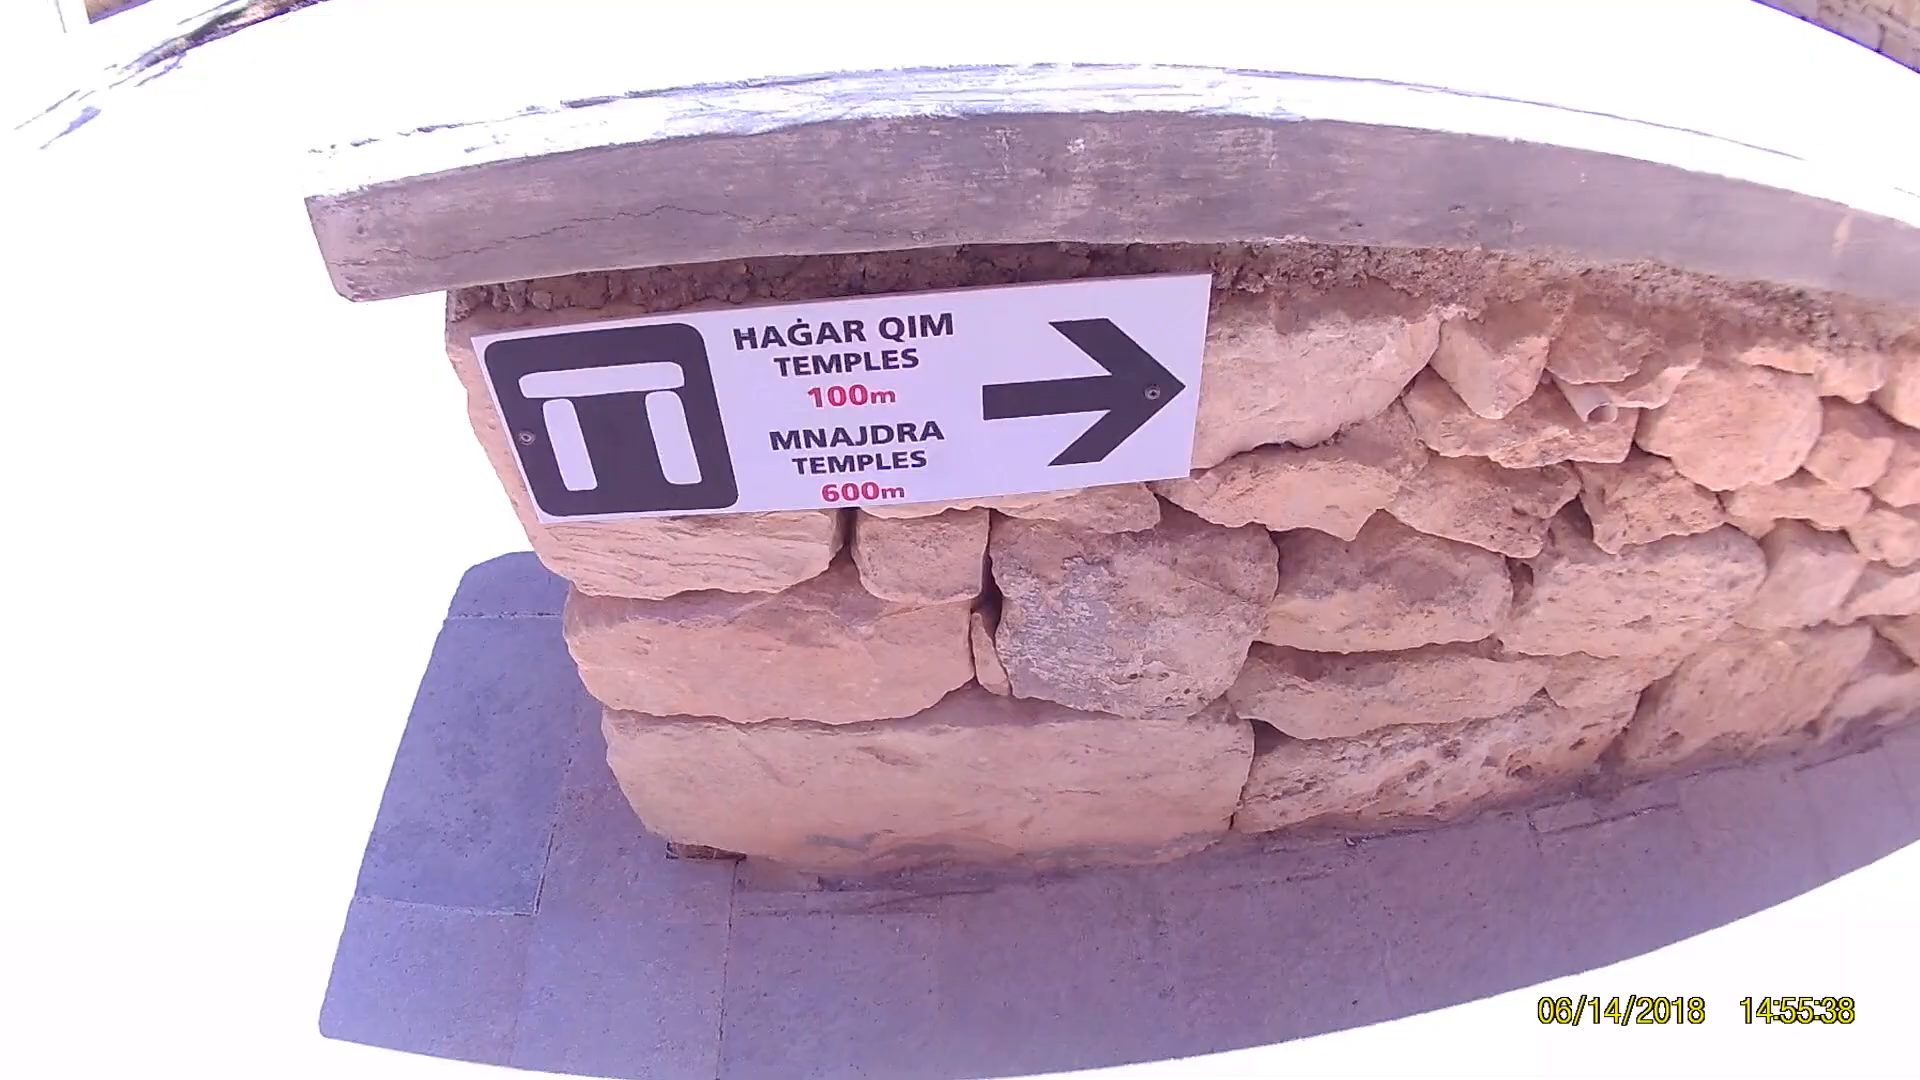 HAĠAR QIM
TEMPLES
100m
MNAJDRA
TEMPLES
600m
06/14/2018 14:55:38